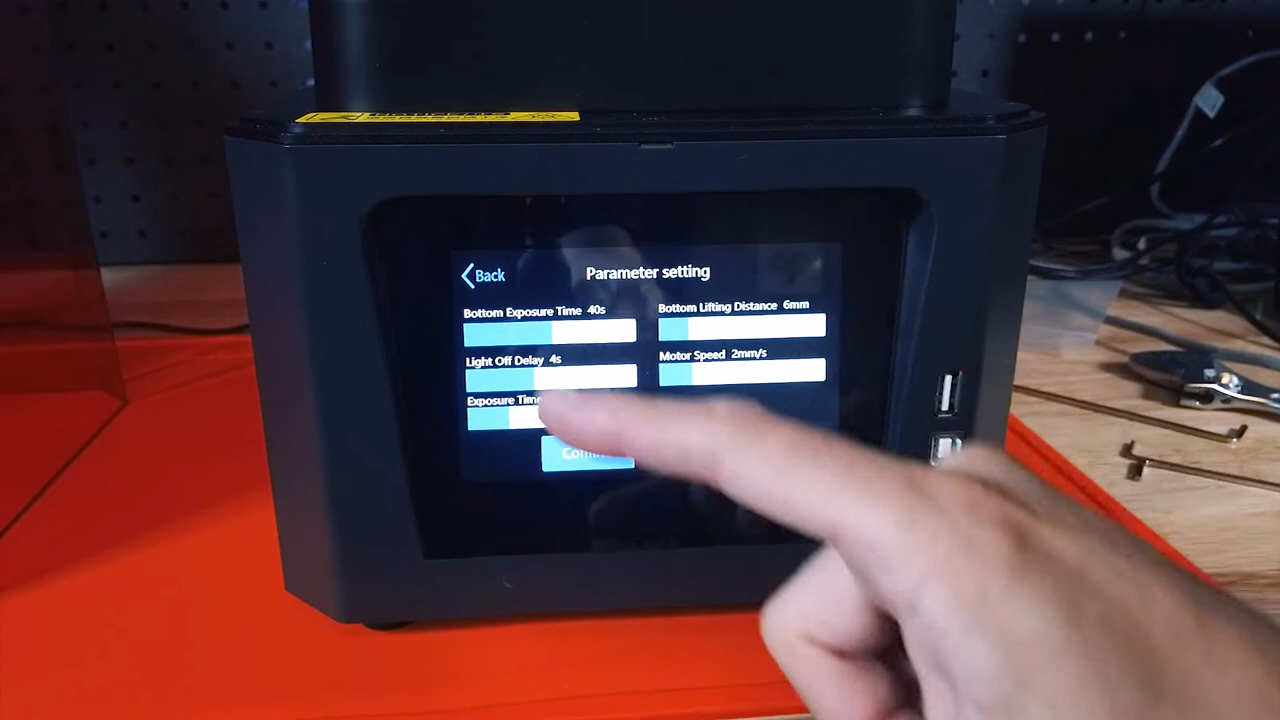 Back
Parameter setting
Bottom Exposure Time 40s
Bottom Lifting Distance 6mm
Light Off Delay 4s
Motor Speed 2mm/s
Exposure Time